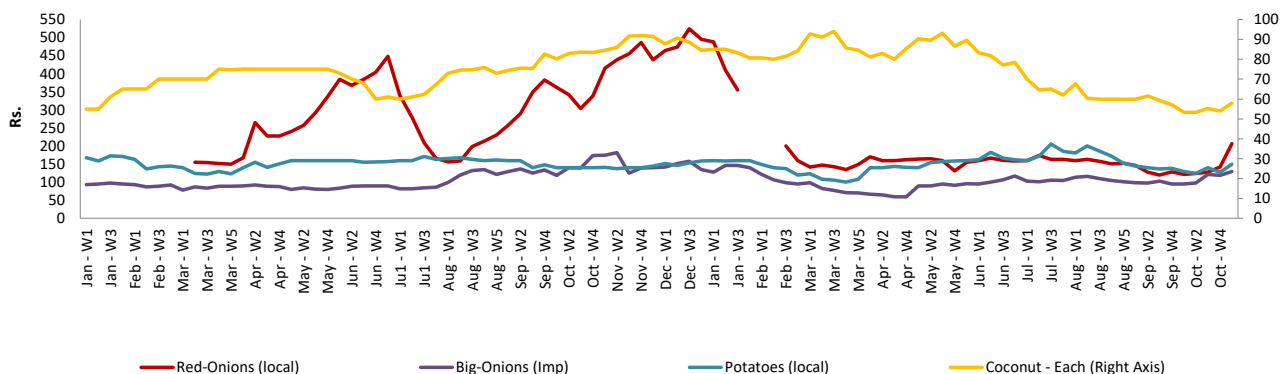 550
500
450
400
350
300
250
200
150
100
50
0
Rs.
100
90
80
70
60
50
40
30
20
10
0
Jan - W1
Jan - W3
Feb - W1
Feb - W3
Mar - W1
Mar - W3
Mar - W5
Apr - W2
Apr - W4
May - W2
May - W4
Jun - W2
Jun - W4
Ju1 - W1
Ju1 - W3
Aug - W1
Aug - W3
Aug - W5
Sep - W2
Sep - W4
Oct - W2
Oct - W4
Nov - W2
Nov - W4
Dec - W1
Dec - W3
Jan - W1
Jan - W3
Feb - W1
Feb - W3
Mar - W1
Mar - W3
Mar - W5
Apr - W2
Apr - W4
May - W2
May - W4
Jun - W1
Jun - W3
Jul - W1
Jul - W3
Aug - W1
Aug - W3
Aug - W5
Sep - W2
Sep - W4
Oct - W2
Oct - W4
Red-Onions (local)
Big-Onions (Imp)
Potatoes (local)
Coconut - Each (Right Axis)